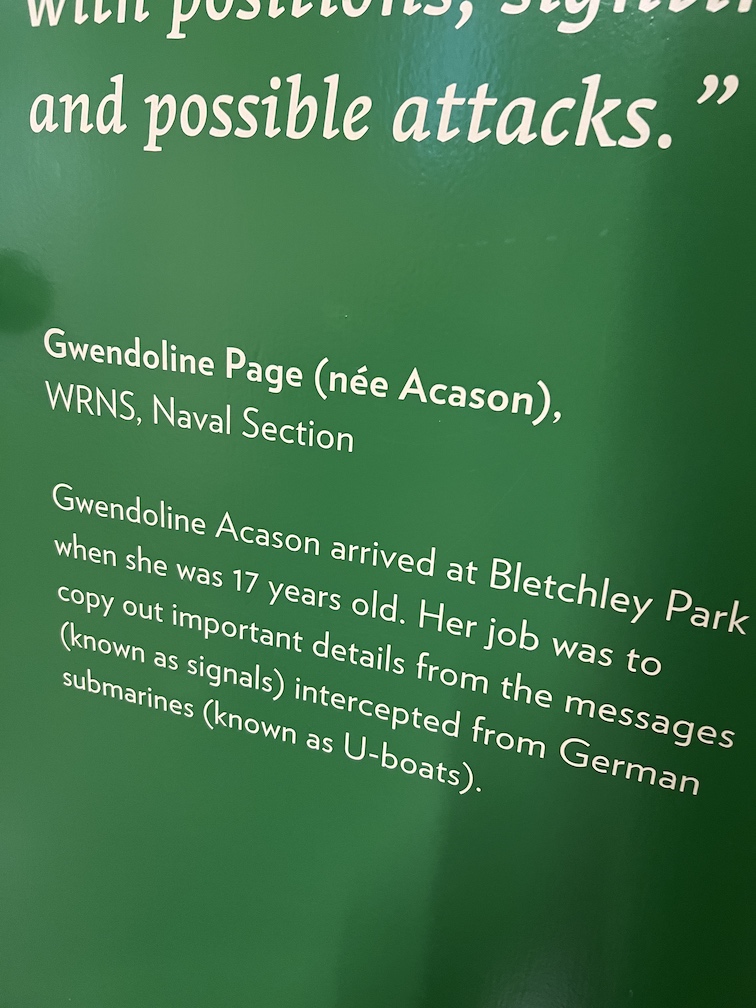 with positions,
and possible attacks.”
Gwendoline Page (née Acason),
WRNS, Naval Section
Gwendoline Acason arrived at Bletchley Park
when she was 17 years old. Her job was to
copy out important details from the messages
(known as signals) intercepted from German
submarines (known as U-boats).